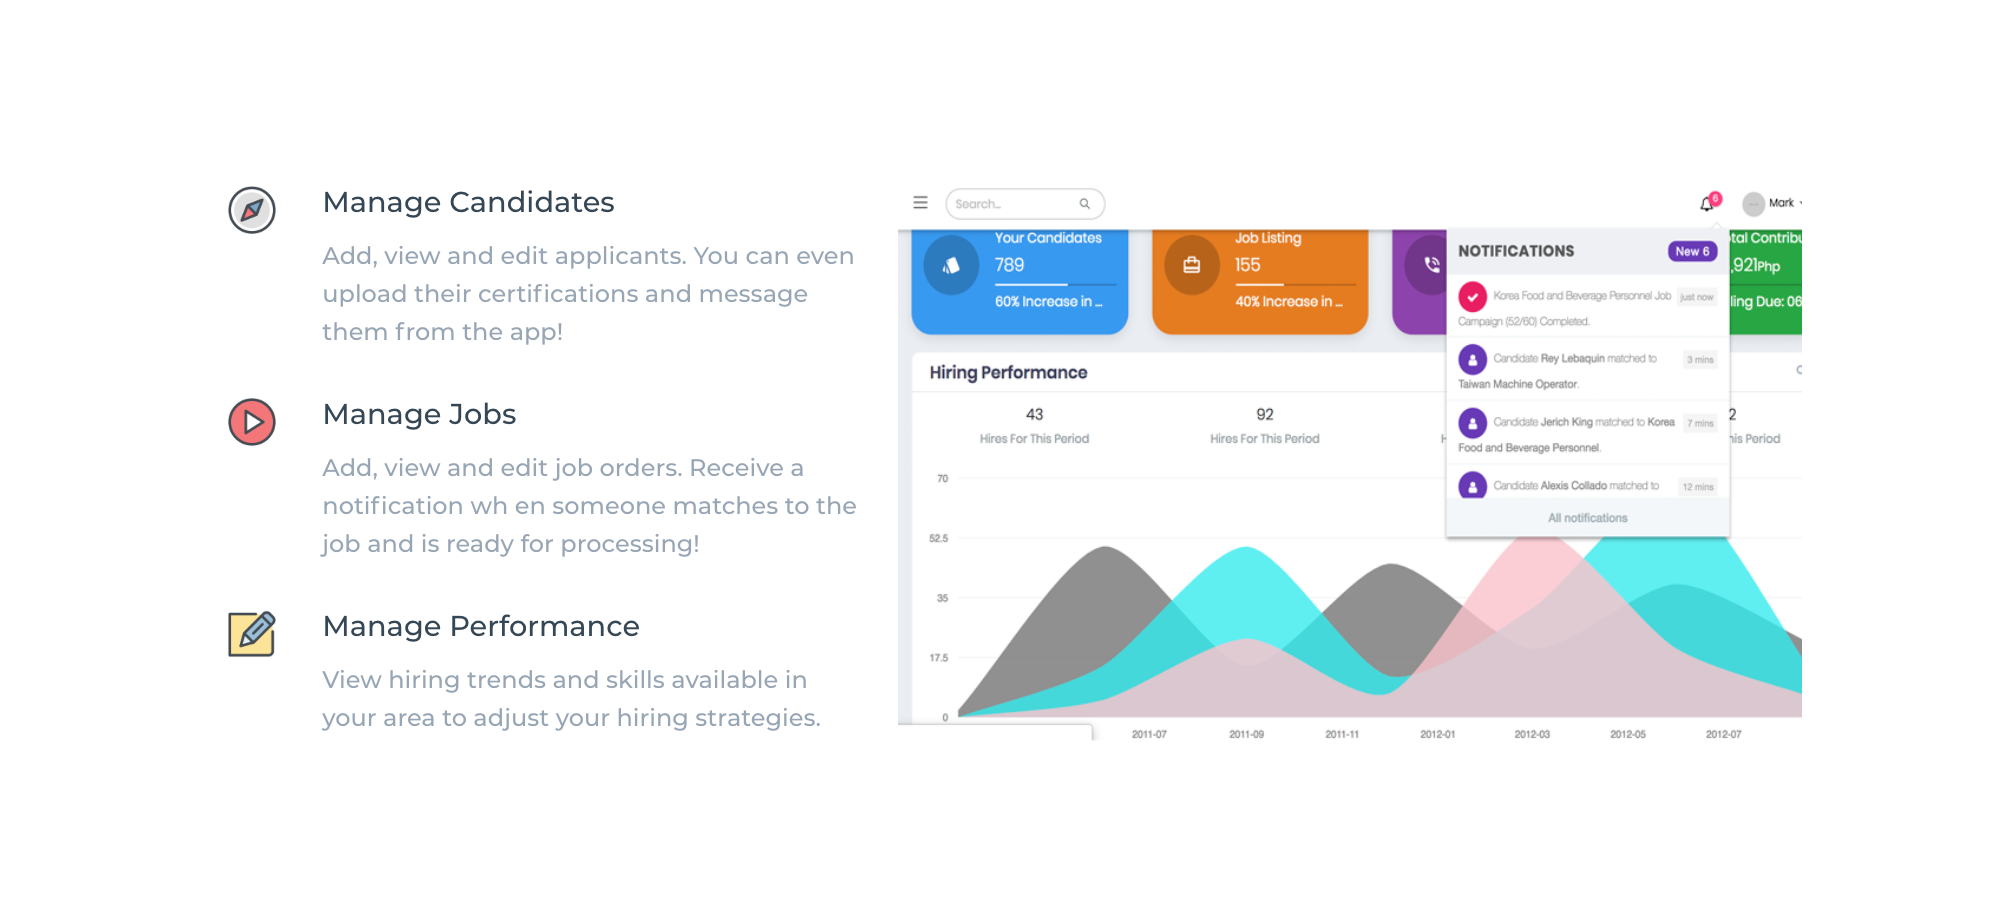 Manage Candidates
Add, view and edit applicants. You can even
upload their certifications and message
them from the app!
Manage Jobs
Add, view and edit job orders. Receive a
notification wh en someone matches to the
job and is ready for processing!
Manage Performance
View hiring trends and skills available in
your area to adjust your hiring strategies.
Search...
6
Mark
Your Candidates
789
60% Increase in ...
Job Listing
155
40% Increase in ...
tal Contribu
,921Php
ling Due: 06
NOTIFICATIONS
New 6
Korea Food and Beverage Personnel Job
just now
Campaign (52/60) Completed.
Candidate Rey Lebaquin matched to
3 mins
Taiwan Machine Operator.
Candidate Jerich King matched to Korea
7 mins
Food and Beverage Personnel.
Candidate Alexis Collado matched to
12 mins
All notifications
Hiring Performance
43
Hires For This Period
92
Hires For This Period
H
2
his Period
70
52.5
35
17.5
0
2011-07
2011-09
2011-11
2012-01
2012-03
2012-05
2012-07